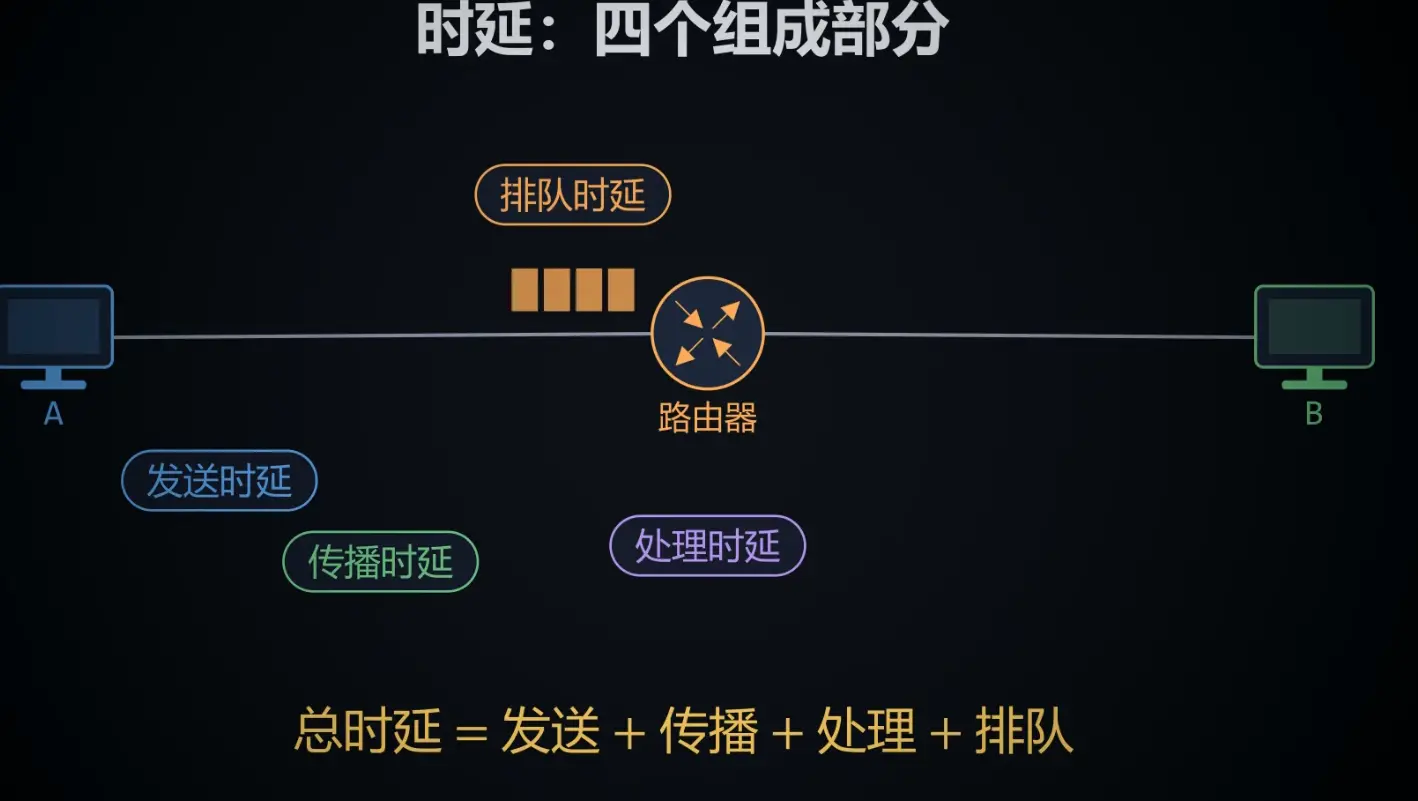 时延：四个组成部分
排队时延
路由器
A
B
发送时延
传播时延
处理时延
总时延 = 发送 + 传播 + 处理 + 排队